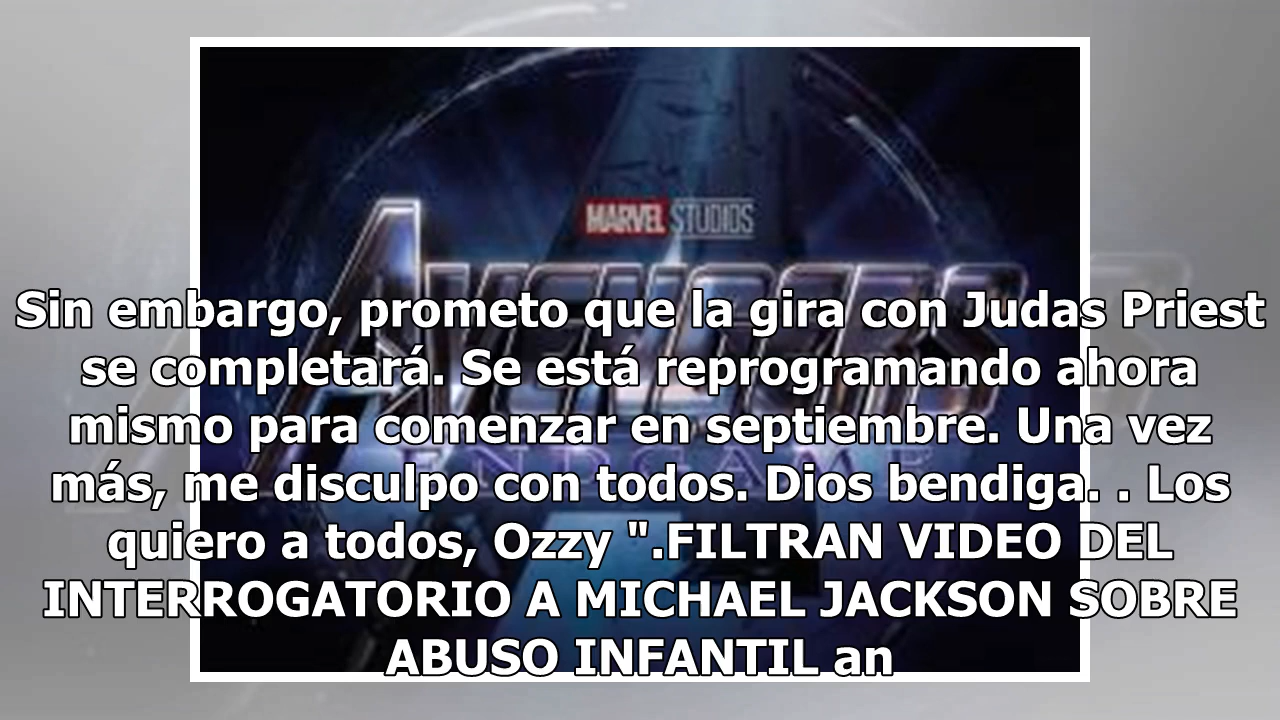 MARVEL STUDIOS
AVENGERS
ENDGAME
Sin embargo, prometo que la gira con Judas Priest
se completará. Se está reprogramando ahora
mismo para comenzar en septiembre. Una vez
más, me disculpo con todos. Dios bendiga. . Los
quiero a todos, Ozzy ".FILTRAN VIDEO DEL
INTERROGATORIO A MICHAEL JACKSON SOBRE
ABUSO INFANTIL an